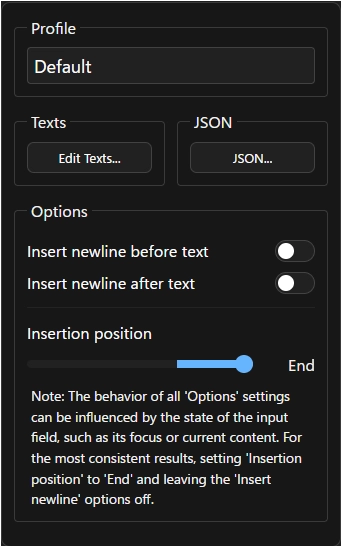 Profile
Default
Texts
JSON
Edit Texts...
JSON...
Options
Insert newline before text
Insert newline after text
Insertion position
End
Note: The behavior of all 'Options' settings
can be influenced by the state of the input
field, such as its focus or current content. For
the most consistent results, setting 'Insertion
position' to 'End' and leaving the 'Insert
newline' options off.